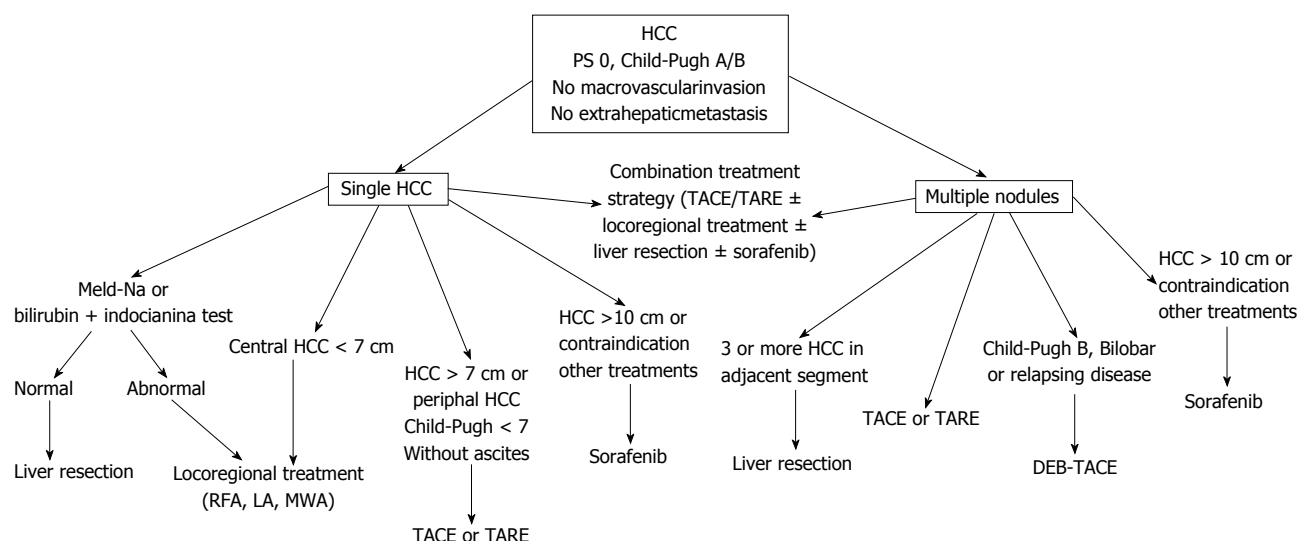 HCC
PS 0, Child-Pugh A/B
No macrovascularinvasion
No extrahepaticmetastasis
Single HCC
Combination treatment
strategy (TACE/TARE ±
locoregional treatment ±
liver resection ± sorafenib)
Multiple nodules
Meld-Na or
bilirubin + indocianina test
Normal
Abnormal
Liver resection
Central HCC < 7 cm
Locoregional treatment
(RFA, LA, MWA)
HCC > 7 cm or
periphal HCC
Child-Pugh < 7
Without ascites
TACE or TARE
HCC >10 cm or
contraindication
other treatments
Sorafenib
3 or more HCC in
adjacent segment
Liver resection
TACE or TARE
Child-Pugh B, Bilobar
or relapsing disease
DEB-TACE
HCC > 10 cm or
contraindication
other treatments
Sorafenib